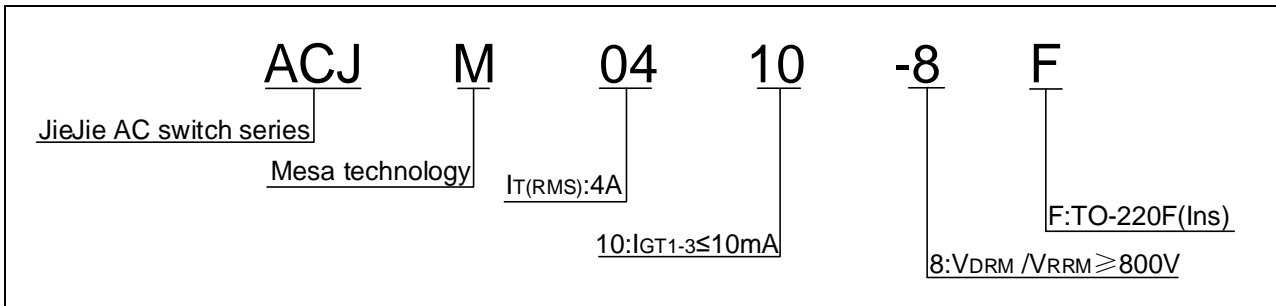 ACJ M 04 10 -8 F
JieJie AC switch series
Mesa technology
IT(RMS):4A
F:TO-220F(Ins)
10:IGT1-3≤10mA
8:VDRM /VRRM≥800V